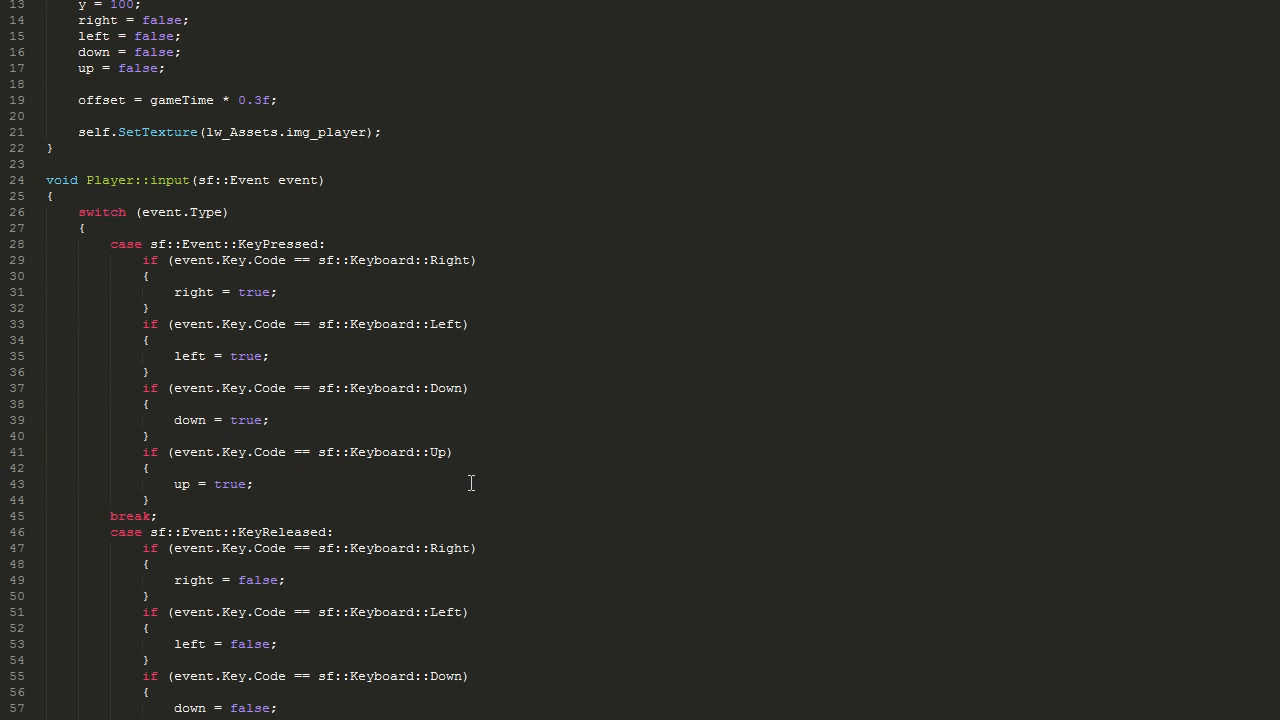 13     y = 100;
14     right = false;
15     left = false;
16     down = false;
17     up = false;
18
19     offset = gameTime * 0.3f;
20
21     self.SetTexture(lw_Assets.img_player);
22 }
23
24 void Player::input(sf::Event event)
25 {
26     switch (event.Type)
27     {
28         case sf::Event::KeyPressed:
29             if (event.Key.Code == sf::Keyboard::Right)
30             {
31                 right = true;
32             }
33             if (event.Key.Code == sf::Keyboard::Left)
34             {
35                 left = true;
36             }
37             if (event.Key.Code == sf::Keyboard::Down)
38             {
39                 down = true;
40             }
41             if (event.Key.Code == sf::Keyboard::Up)
42             {
43                 up = true;
44             }
45         break;
46         case sf::Event::KeyReleased:
47             if (event.Key.Code == sf::Keyboard::Right)
48             {
49                 right = false;
50             }
51             if (event.Key.Code == sf::Keyboard::Left)
52             {
53                 left = false;
54             }
55             if (event.Key.Code == sf::Keyboard::Down)
56             {
57                 down = false;